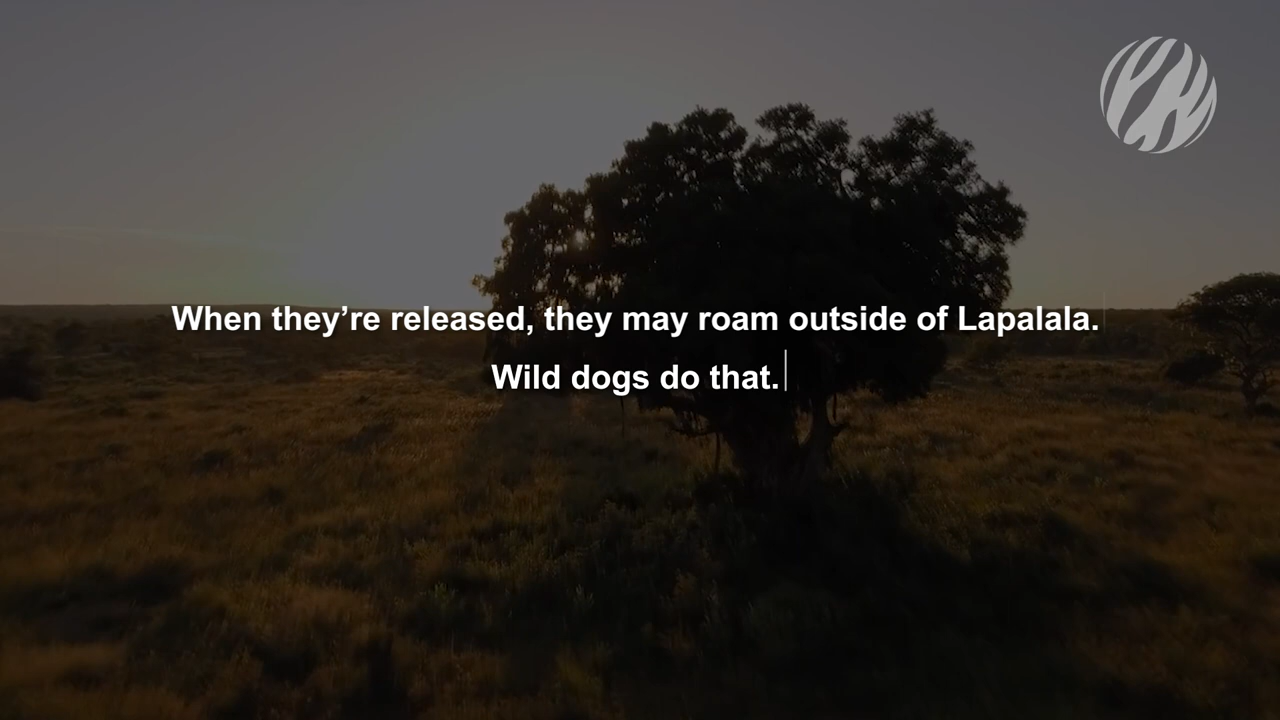 When they’re released, they may roam outside of Lapalala.
Wild dogs do that.